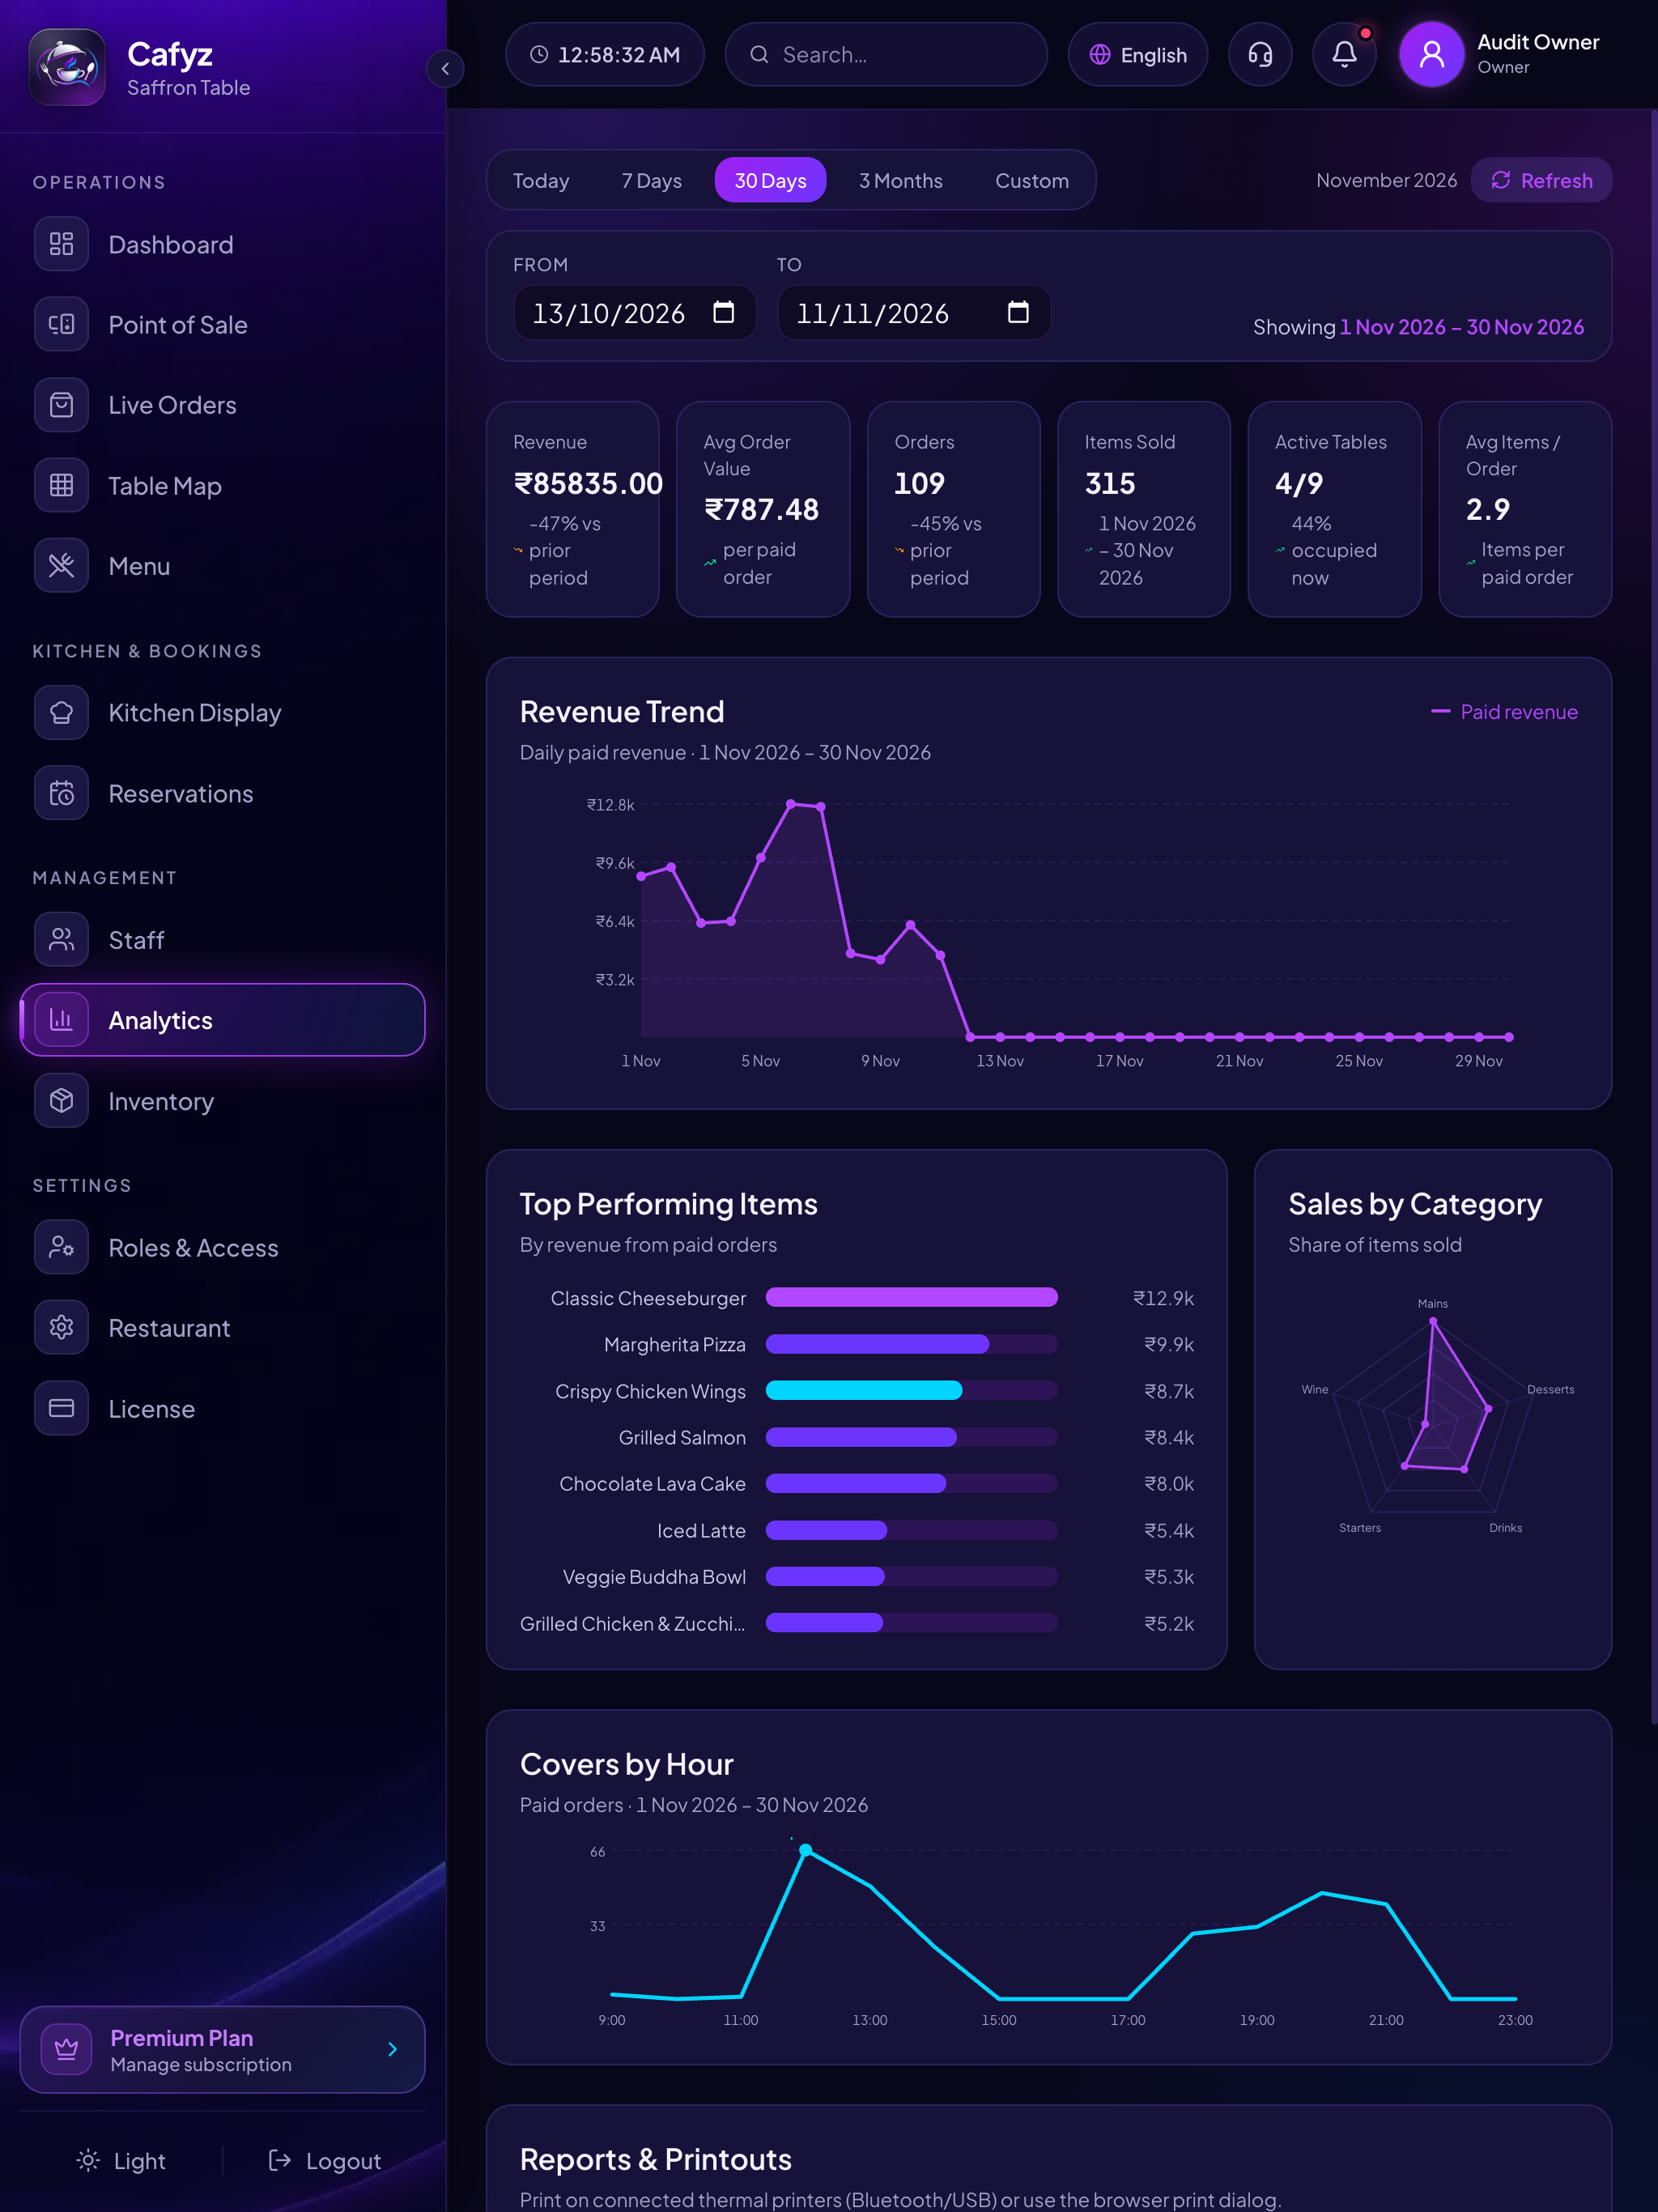 Cafyz
Saffron Table
OPERATIONS
Dashboard
Point of Sale
Live Orders
Table Map
Menu
KITCHEN & BOOKINGS
Kitchen Display
Reservations
MANAGEMENT
Staff
Analytics
Inventory
SETTINGS
Roles & Access
Restaurant
License
Premium Plan
Manage subscription
Light
Logout
12:58:32 AM
Search...
English
Audit Owner
Owner
Today
7 Days
30 Days
3 Months
Custom
November 2026
Refresh
FROM
13/10/2026
TO
11/11/2026
Showing 1 Nov 2026 – 30 Nov 2026
Revenue
₹85835.00
-47% vs
prior
period
Avg Order
Value
₹787.48
per paid
order
Orders
109
-45% vs
prior
period
Items Sold
315
1 Nov 2026
– 30 Nov
2026
Active Tables
4/9
44%
occupied
now
Avg Items /
Order
2.9
Items per
paid order
Revenue Trend
Paid revenue
Daily paid revenue · 1 Nov 2026 – 30 Nov 2026
₹12.8k
₹9.6k
₹6.4k
₹3.2k
1 Nov
5 Nov
9 Nov
13 Nov
17 Nov
21 Nov
25 Nov
29 Nov
Top Performing Items
By revenue from paid orders
Classic Cheeseburger ₹12.9k
Margherita Pizza ₹9.9k
Crispy Chicken Wings ₹8.7k
Grilled Salmon ₹8.4k
Chocolate Lava Cake ₹8.0k
Iced Latte ₹5.4k
Veggie Buddha Bowl ₹5.3k
Grilled Chicken & Zucchi... ₹5.2k
Sales by Category
Share of items sold
Mains
Wine
Desserts
Starters
Drinks
Covers by Hour
Paid orders · 1 Nov 2026 – 30 Nov 2026
66
33
9:00
11:00
13:00
15:00
17:00
19:00
21:00
23:00
Reports & Printouts
Print on connected thermal printers (Bluetooth/USB) or use the browser print dialog.